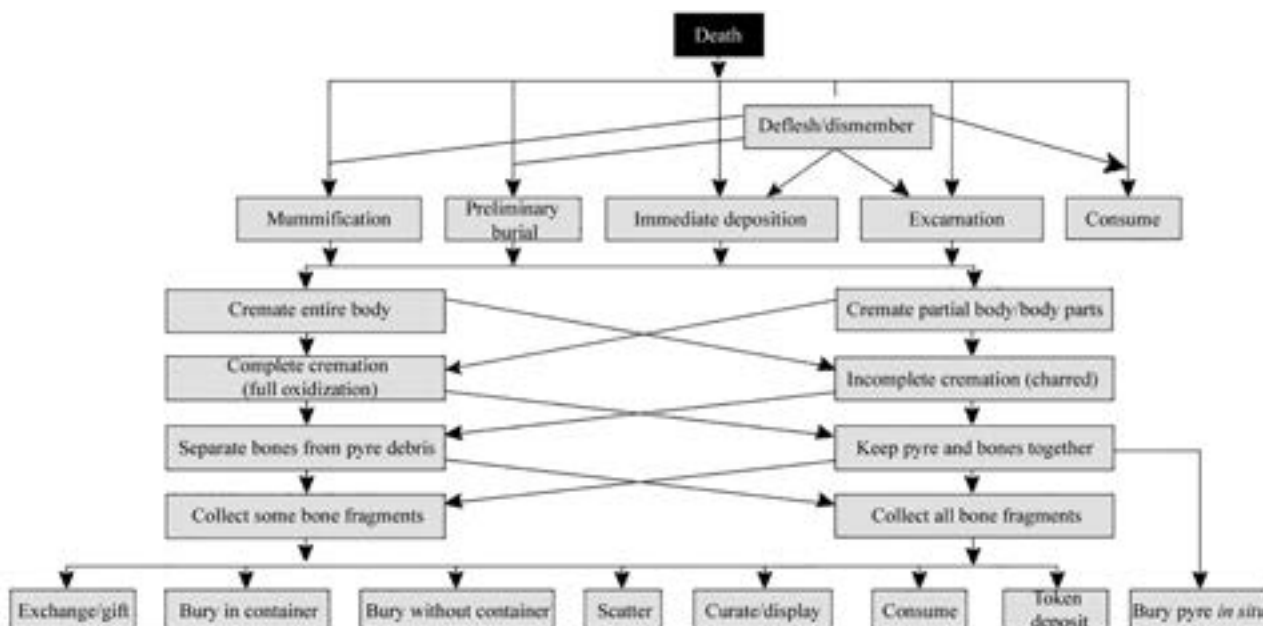 Death
Deflesh/dismember
Mummification
Preliminary
burial
Immediate deposition
Excarnation
Consume
Cremate entire body
Cremate partial body/body parts
Complete cremation
(full oxidization)
Incomplete cremation (charred)
Separate bones from pyre debris
Keep pyre and bones together
Collect some bone fragments
Collect all bone fragments
Exchange/gift
Bury in container
Bury without container
Scatter
Curate/display
Consume
Token
deposit
Bury pyre in situ